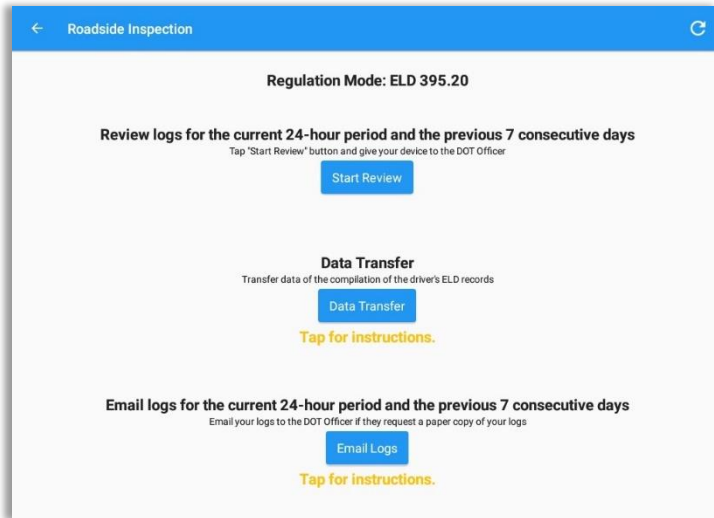 Roadside Inspection
Regulation Mode: ELD 395.20
Review logs for the current 24-hour period and the previous 7 consecutive days
Tap "Start Review" button and give your device to the DOT Officer
Start Review
Data Transfer
Transfer data of the compilation of the driver's ELD records
Data Transfer
Tap for instructions.
Email logs for the current 24-hour period and the previous 7 consecutive days
Email your logs to the DOT Officer if they request a paper copy of your logs
Email Logs
Tap for instructions.